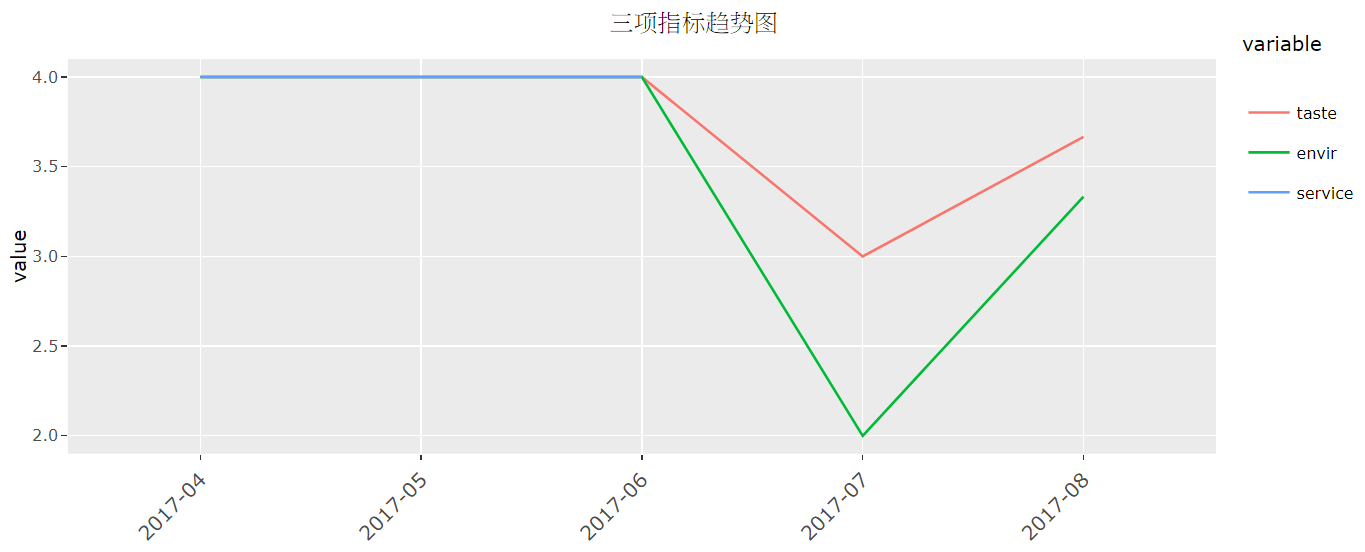 三项指标趋势图
variable
taste
envir
service
value
4.0
3.5
3.0
2.5
2.0
2017-04
2017-05
2017-06
2017-07
2017-08